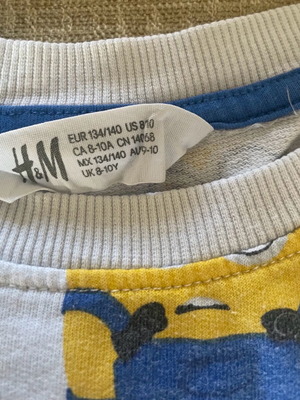 H&M
EUR 134/140 US 8-10
CA 8-10A CN 140/68
MX 134/140 AU 9-10
UK 8-10Y